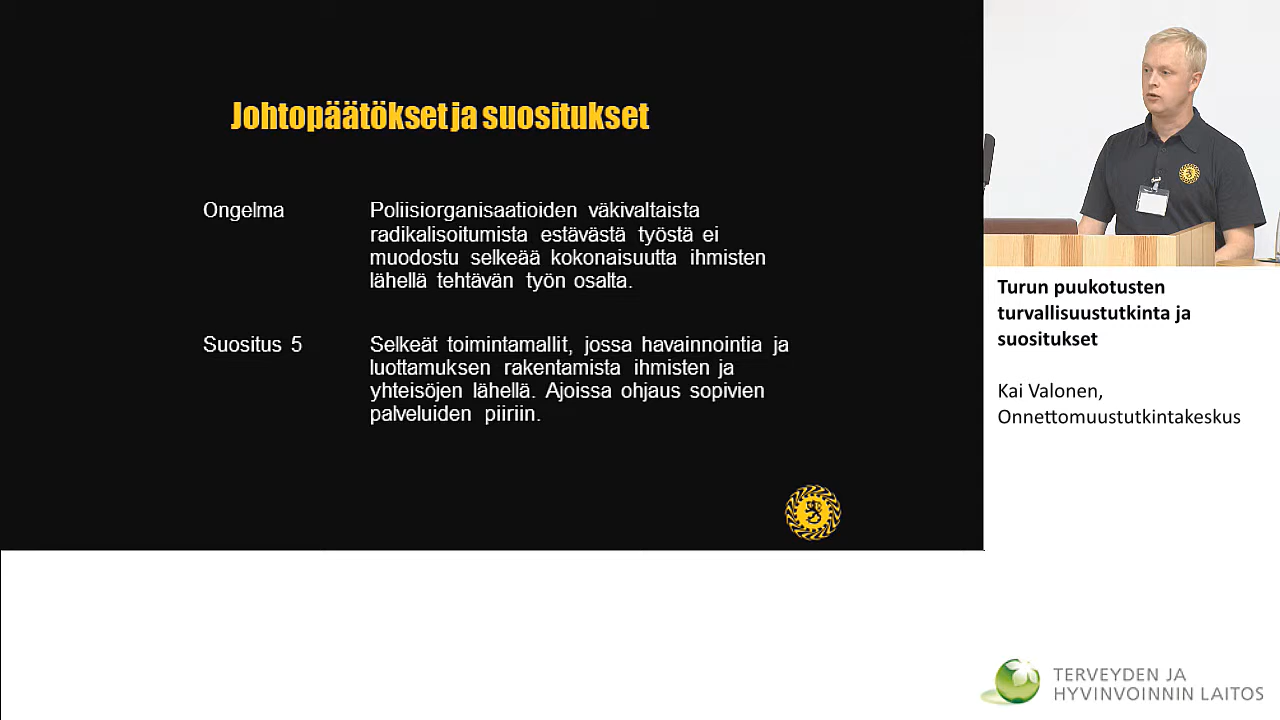 Johtopäätökset ja suositukset
Ongelma
Poliisiorganisaatioiden väkivaltaista
radikalisoitumista estävästä työstä ei
muodostu selkeää kokonaisuutta ihmisten
lähellä tehtävän työn osalta.
Suositus 5
Selkeät toimintamallit, jossa havainnointia ja
luottamuksen rakentamista ihmisten ja
yhteisöjen lähellä. Ajoissa ohjaus sopivien
palveluiden piiriin.
Turun puukotusten
turvallisuustutkinta ja
suositukset
Kai Valonen,
Onnettomuustutkintakeskus
TERVEYDEN JA
HYVINVOINNIN LAITOS